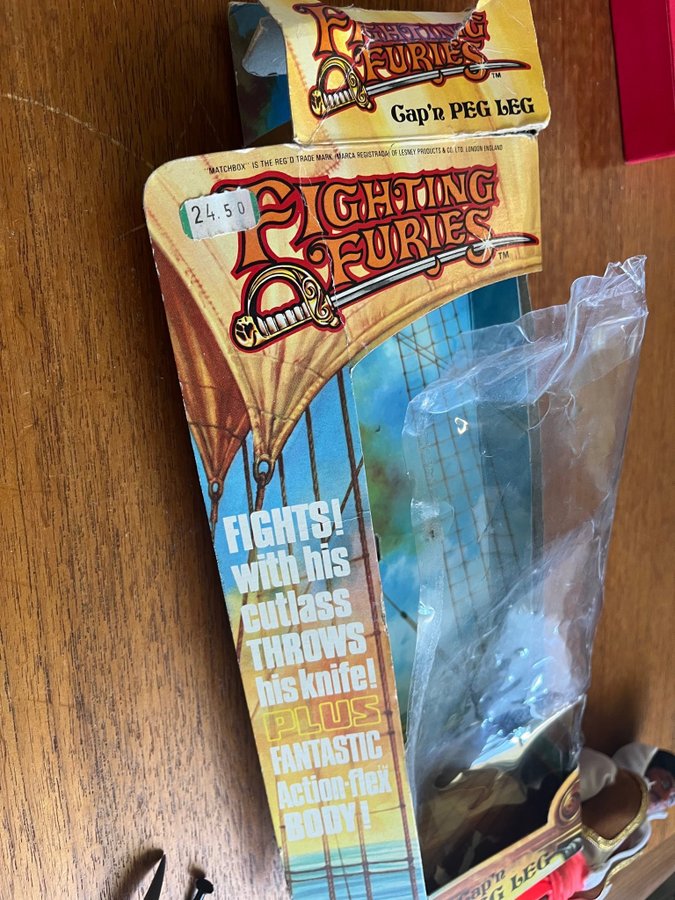 FIGHTING
FURIES
TM
Cap'n PEG LEG
"MATCHBOX" IS THE REG'D TRADE MARK (MARCA REGISTRADA) OF LESNEY PRODUCTS & CO. LTD. LONDON ENGLAND
24.50
FIGHTING
FURIES
TM
FIGHTS!
with his
cutlass
THROWS
his knife!
PLUS
FANTASTIC
Action-flex
BODY!
Cap'n
PEG LEG